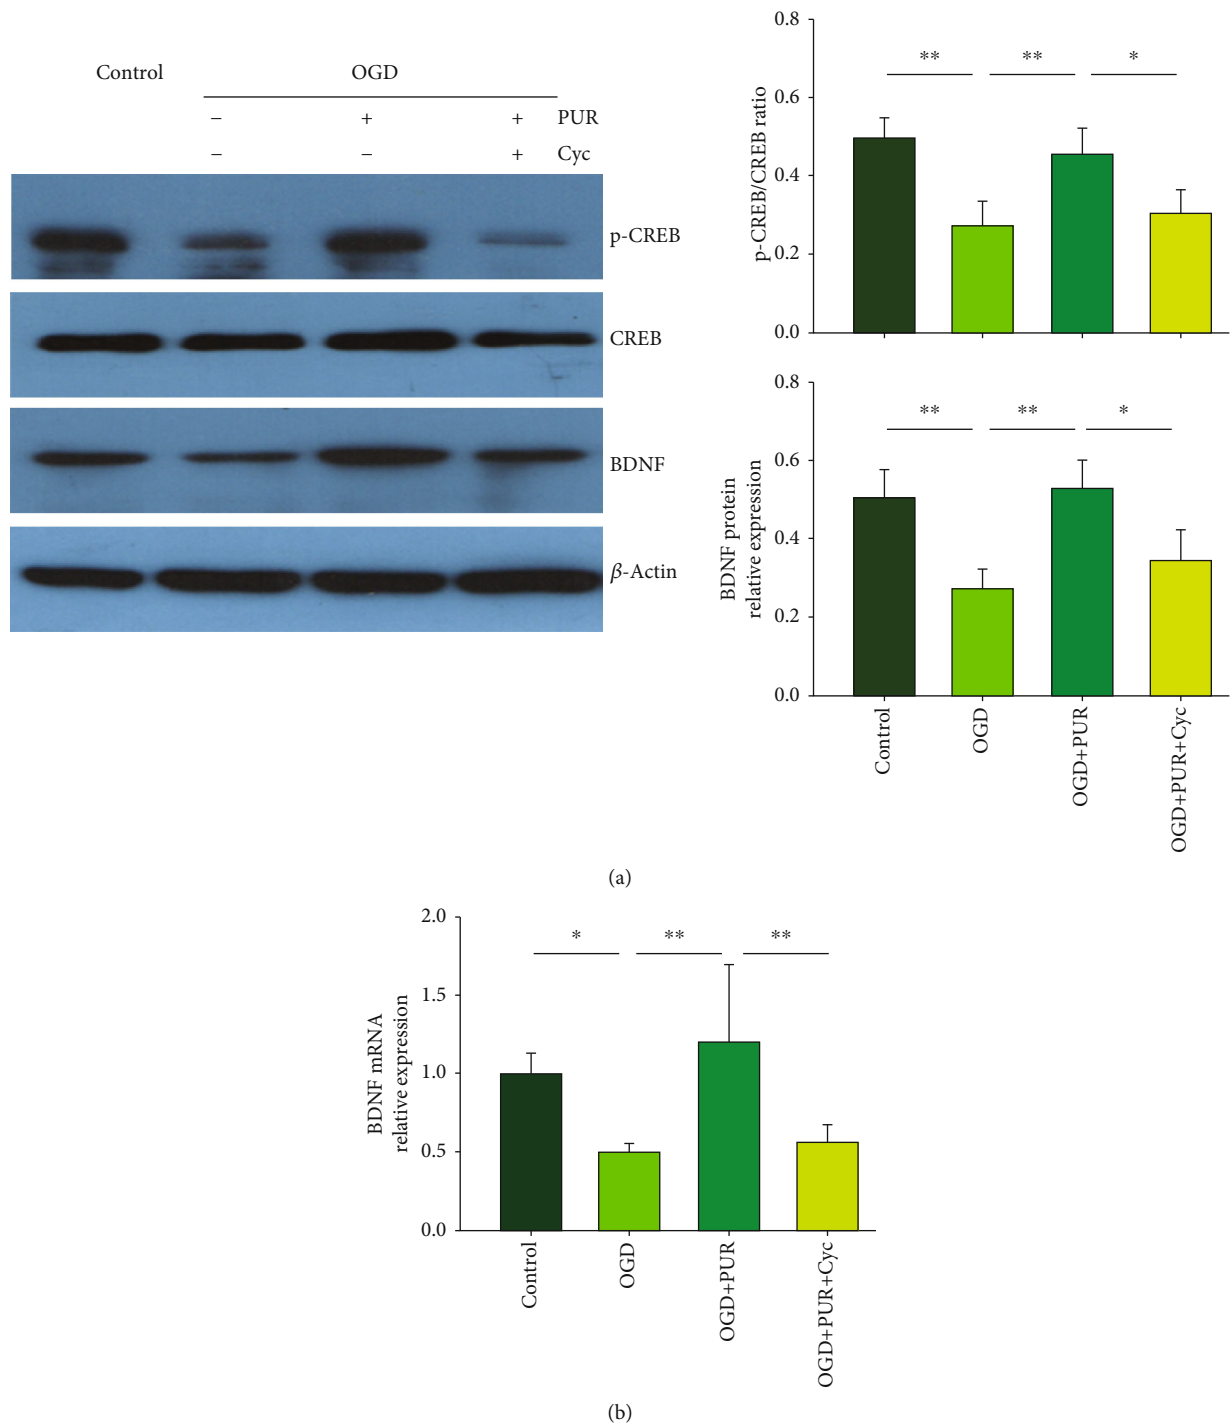 Control OGD
− + + PUR
− − + Cyc
p-CREB
CREB
BDNF
β-Actin
p-CREB/CREB ratio
0.8
0.6
0.4
0.2
0.0
** ** *
BDNF protein
relative expression
0.8
0.6
0.4
0.2
0.0
** ** *
Control
OGD
OGD+PUR
OGD+PUR+Cyc
(a)
BDNF mRNA
relative expression
2.0
1.5
1.0
0.5
0.0
* ** **
Control
OGD
OGD+PUR
OGD+PUR+Cyc
(b)